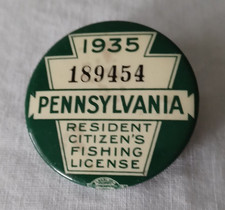 1935
189454
PENNSYLVANIA
RESIDENT
CITIZEN'S
FISHING
LICENSE